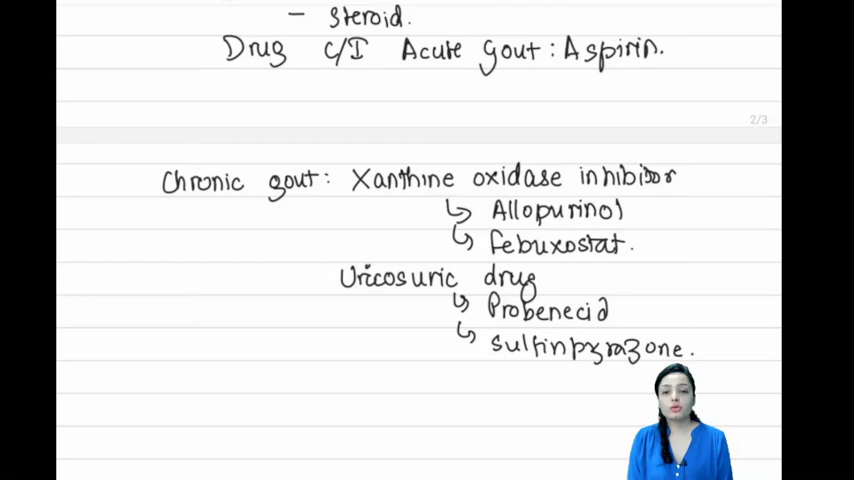 - steroid.
Drug C/I Acute gout: Aspirin.
2/3
Chronic gout: Xanthine oxidase inhibitor
↳ Allopurinol
↳ Febuxostat.
Uricosuric drug
↳ Probenecid
↳ sulfinpyrazone.